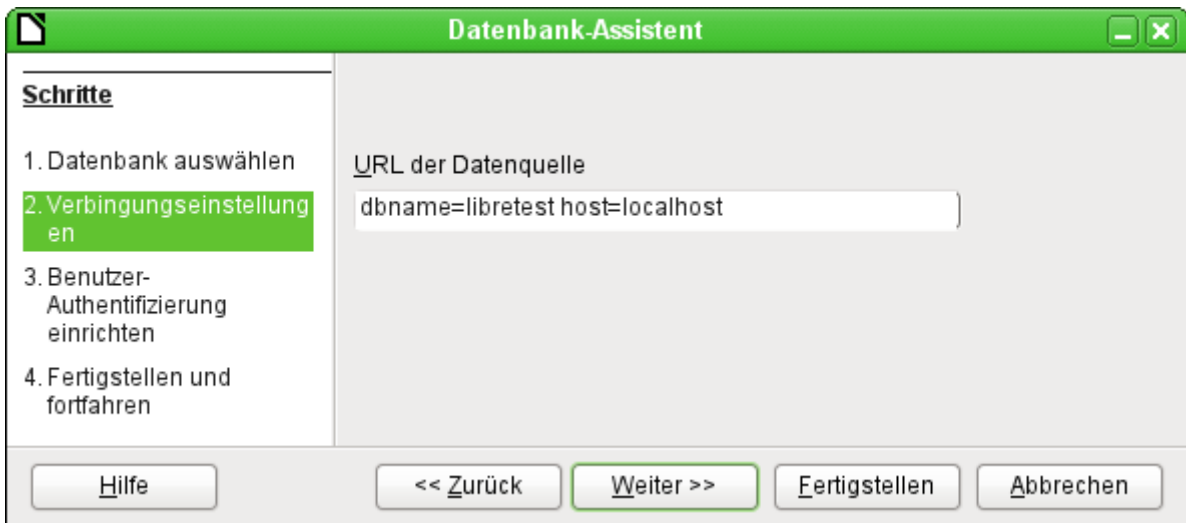 Datenbank-Assistent
Schritte
1. Datenbank auswählen
2. Verbingungseinstellung
en
3. Benutzer-
Authentifizierung
einrichten
4. Fertigstellen und
fortfahren
URL der Datenquelle
dbname=libretest host=localhost
Hilfe
<< Zurück
Weiter >>
Fertigstellen
Abbrechen